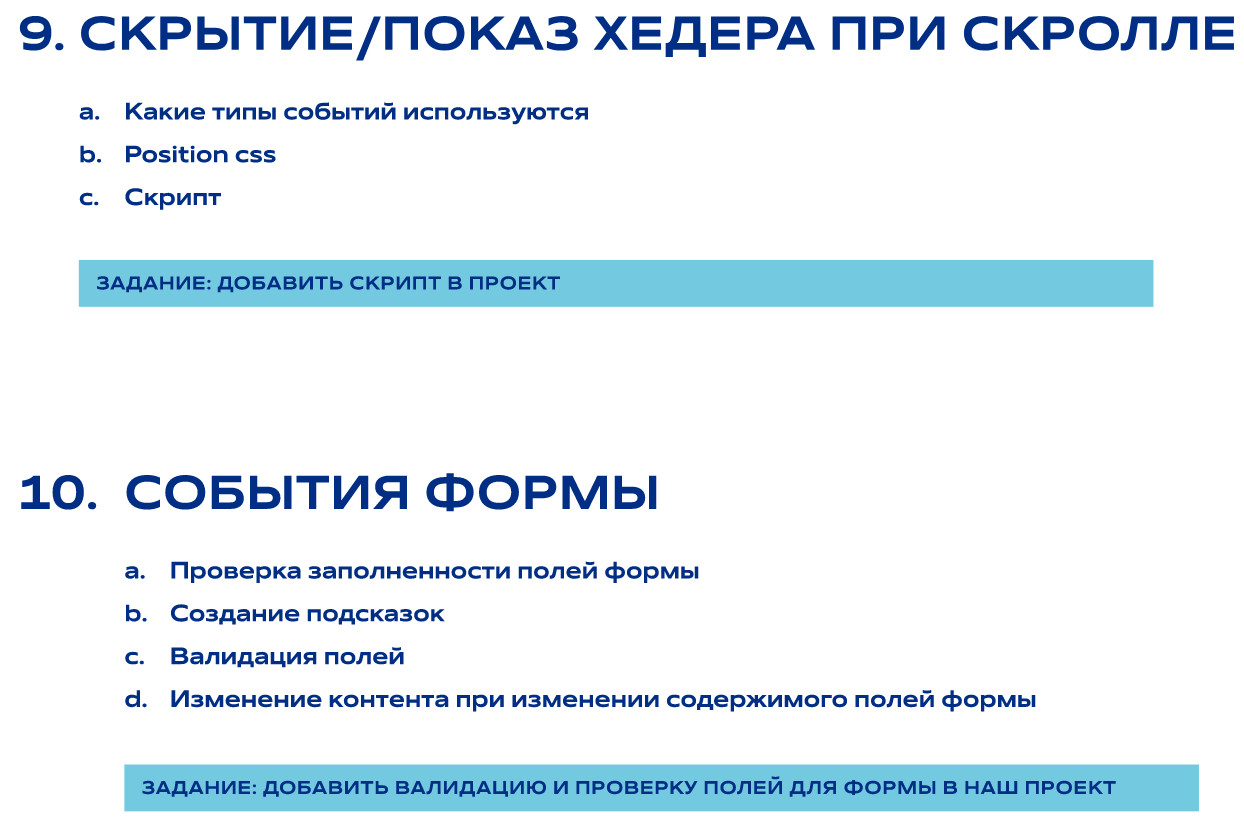 9. СКРЫТИЕ/ПОКАЗ ХЕДЕРА ПРИ СКРОЛЛЕ
a. Какие типы событий используются
b. Position css
c. Скрипт
ЗАДАНИЕ: ДОБАВИТЬ СКРИПТ В ПРОЕКТ
10. СОБЫТИЯ ФОРМЫ
a. Проверка заполненности полей формы
b. Создание подсказок
c. Валидация полей
d. Изменение контента при изменении содержимого полей формы
ЗАДАНИЕ: ДОБАВИТЬ ВАЛИДАЦИЮ И ПРОВЕРКУ ПОЛЕЙ ДЛЯ ФОРМЫ В НАШ ПРОЕКТ